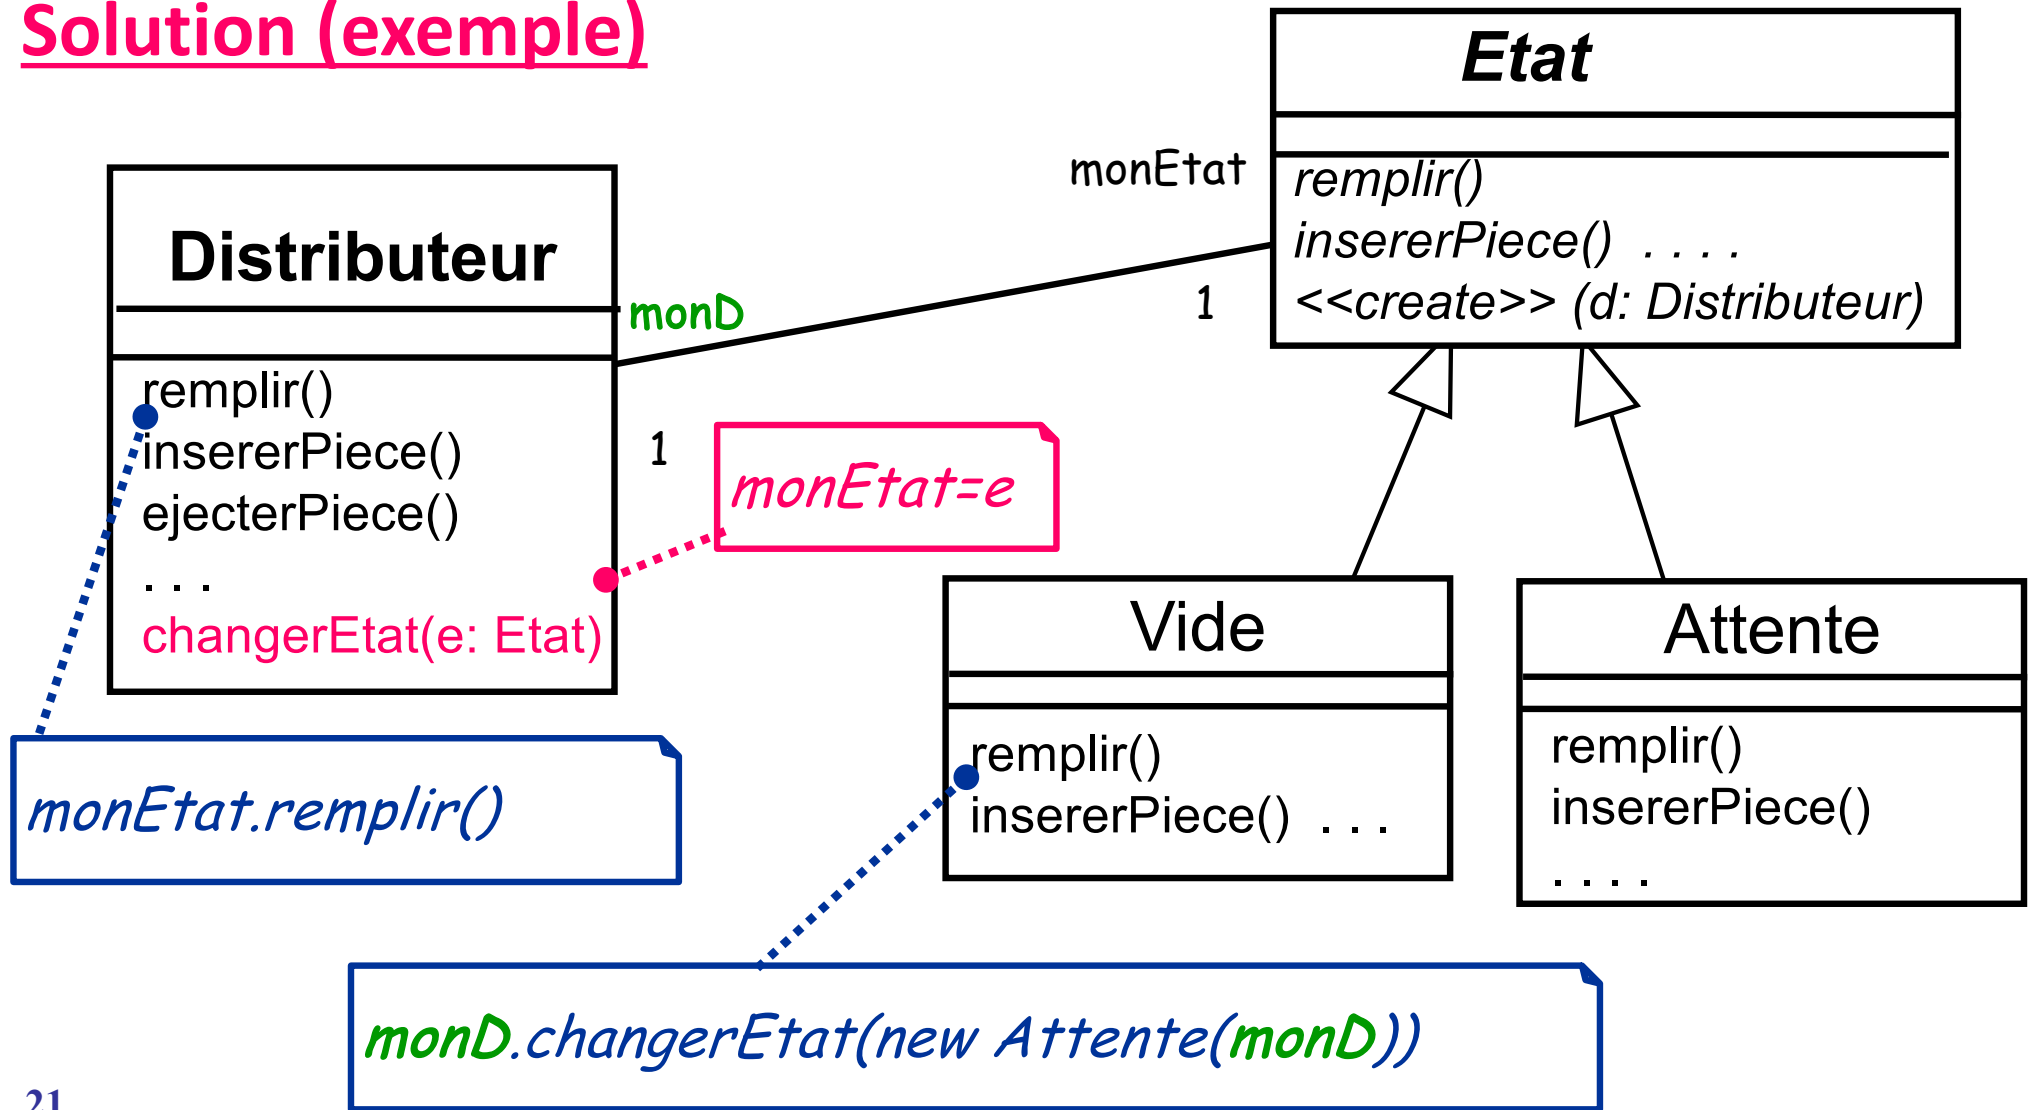 Solution (exemple)
Etat
remplir()
insererPiece() . . . .
<<create>> (d: Distributeur)
monEtat
1
Distributeur
monD
remplir()
insererPiece()
ejecterPiece()
. . .
changerEtat(e: Etat)
1
monEtat=e
Vide
remplir()
insererPiece() . . .
Attente
remplir()
insererPiece()
. . . .
monEtat.remplir()
monD.changerEtat(new Attente(monD))
21